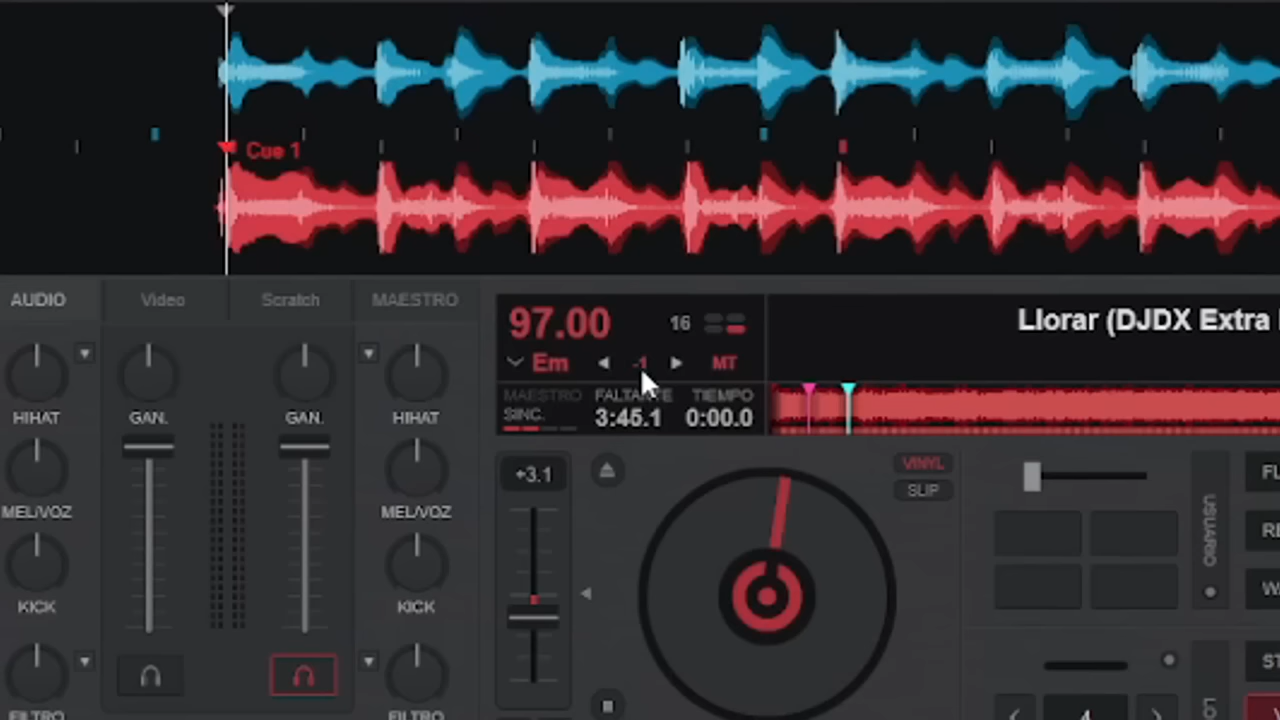 Cue 1
AUDIO Video Scratch MAESTRO
97.00 16
Em -1 MT
Llorar (DJDX Extra
MAESTRO FALTANTE TIEMPO
SINC. 3:45.1 0:00.0
HIHAT GAN. GAN. HIHAT
+3.1
VINYL
SLIP
MEL/VOZ MEL/VOZ
USUARIO
KICK KICK
FILTRO FILTRO
4